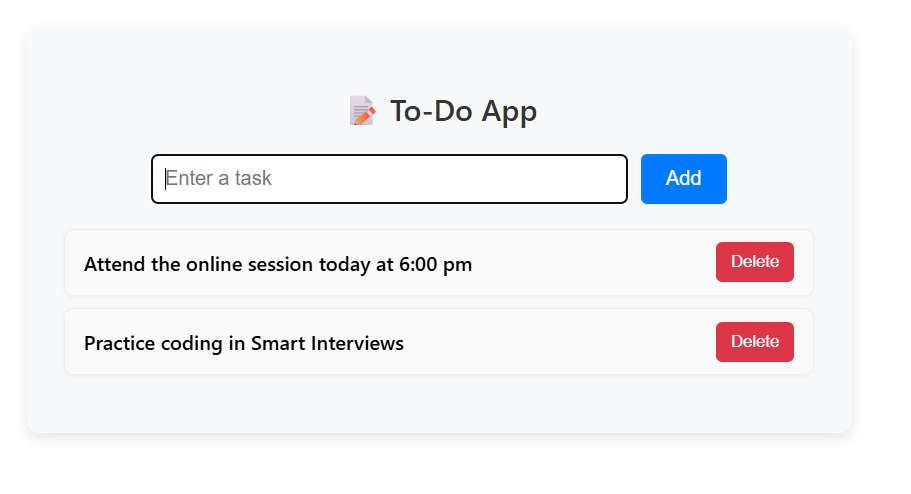 📝 To-Do App
Enter a task
Add
Attend the online session today at 6:00 pm
Delete
Practice coding in Smart Interviews
Delete